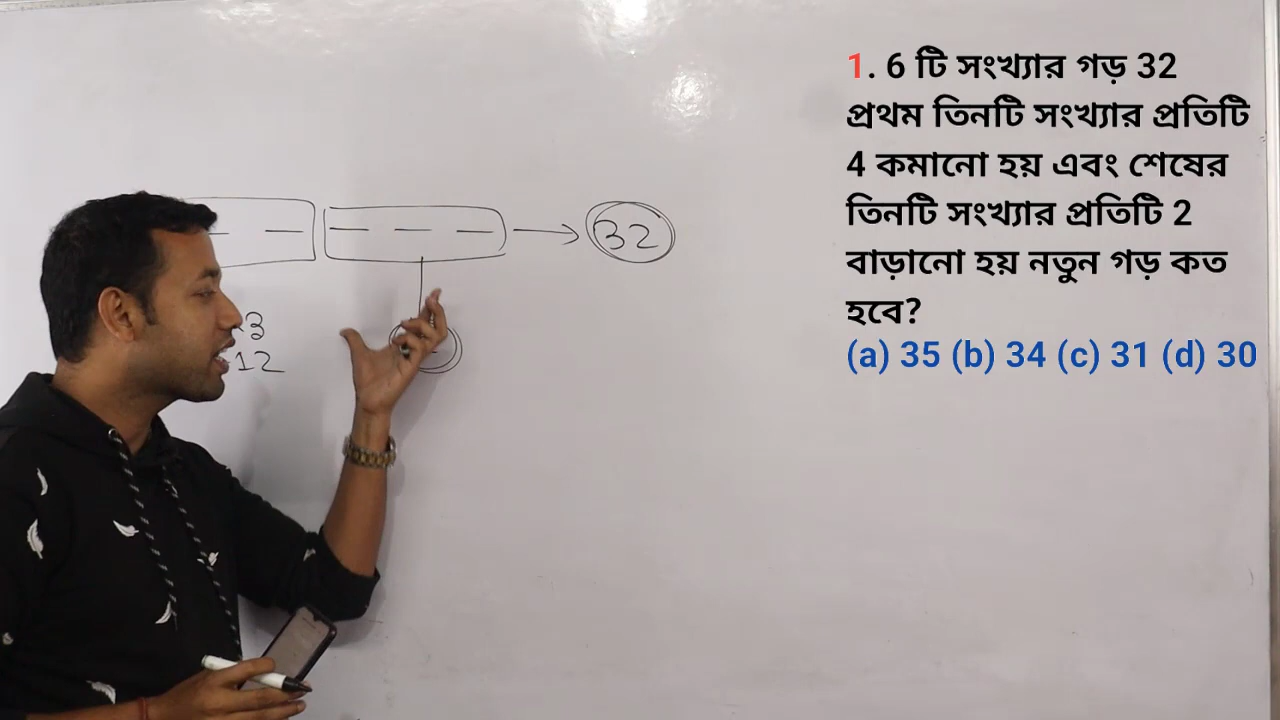 1. 6 টি সংখ্যার গড় 32
প্রথম তিনটি সংখ্যার প্রতিটি
4 কমানো হয় এবং শেষের
তিনটি সংখ্যার প্রতিটি 2
বাড়ানো হয় নতুন গড় কত
হবে?
(a) 35 (b) 34 (c) 31 (d) 30
32
3
12